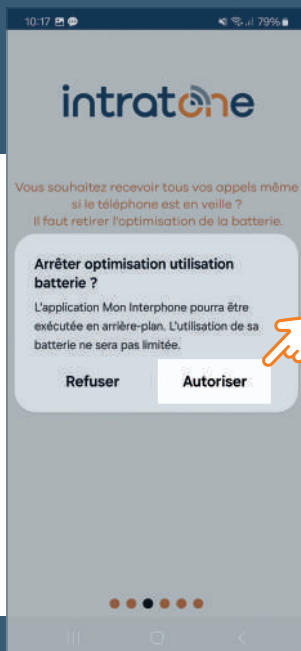 10:17 79%
intratone
Vous souhaitez recevoir tous vos appels même
si le téléphone est en veille ?
Il faut retirer l'optimisation de la batterie.
Arrêter optimisation utilisation
batterie ?
L'application Mon Interphone pourra être
exécutée en arrière-plan. L'utilisation de sa
batterie ne sera pas limitée.
Refuser Autoriser